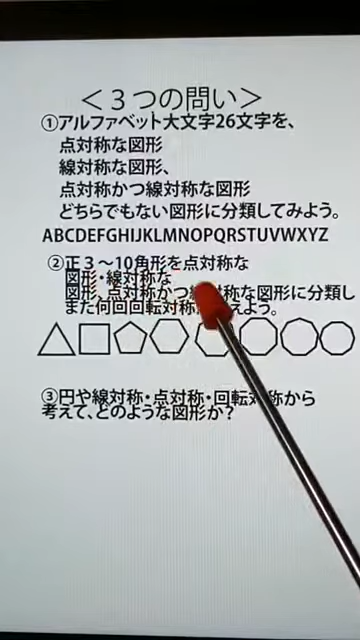 ＜３つの問い＞
①アルファベット大文字26文字を、
点対称な図形
線対称な図形、
点対称かつ線対称な図形
どちらでもない図形に分類してみよう。
ABCDEFGHIJKLMNOPQRSTUVWXYZ
②正３～10角形を点対称な
図形・線対称な
図形、点対称かつ 対称な図形に分類し
また何回回転対称 えよう。
③円や線対称・点対称・回転対称から
考えて、どのような図形か？